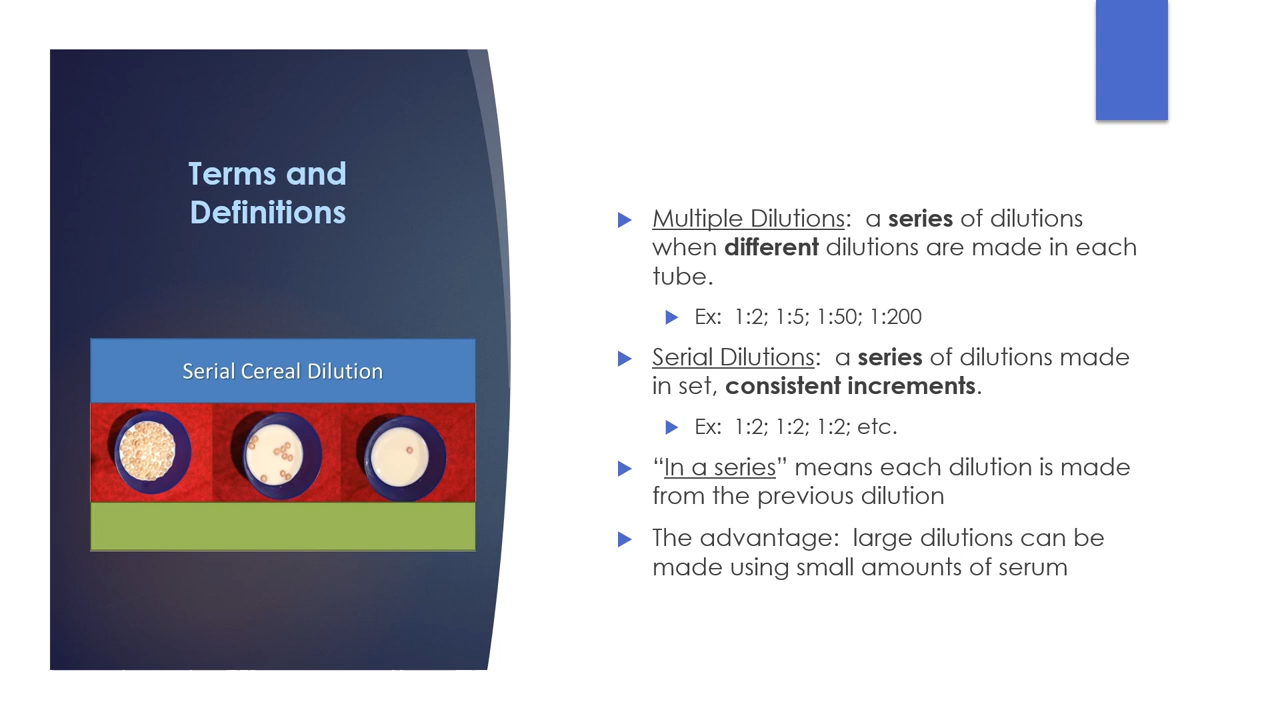 Terms and
Definitions
Serial Cereal Dilution
Multiple Dilutions:  a series of dilutions
when different dilutions are made in each
tube.
Ex:  1:2; 1:5; 1:50; 1:200
Serial Dilutions:  a series of dilutions made
in set, consistent increments.
Ex:  1:2; 1:2; 1:2; etc.
“In a series” means each dilution is made
from the previous dilution
The advantage:  large dilutions can be
made using small amounts of serum